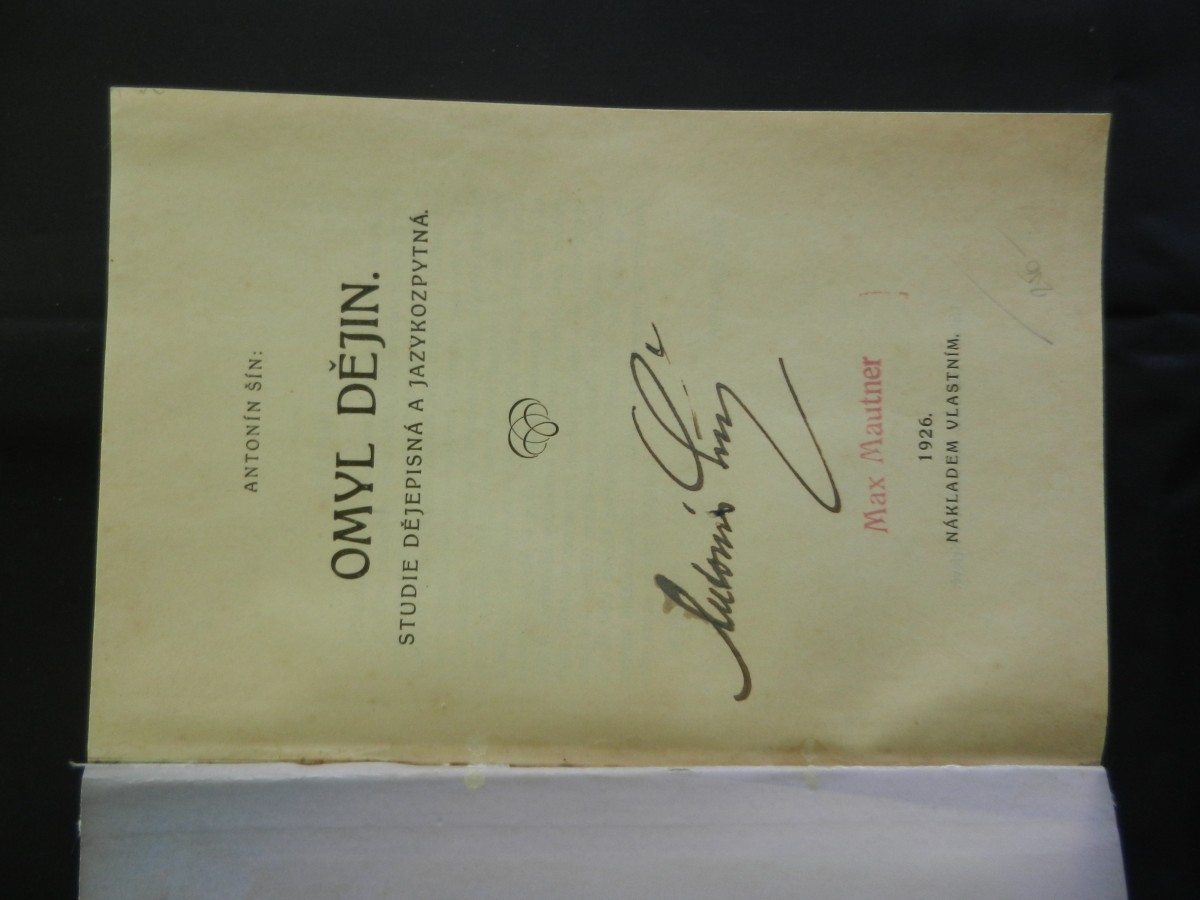 ANTONÍN ŠÍN:
OMYL DĚJIN.
STUDIE DĚJEPISNÁ A JAZYKOZPYTNÁ.
Antonín Šín
Max Mautner
1926.
NÁKLADEM VLASTNÍM.